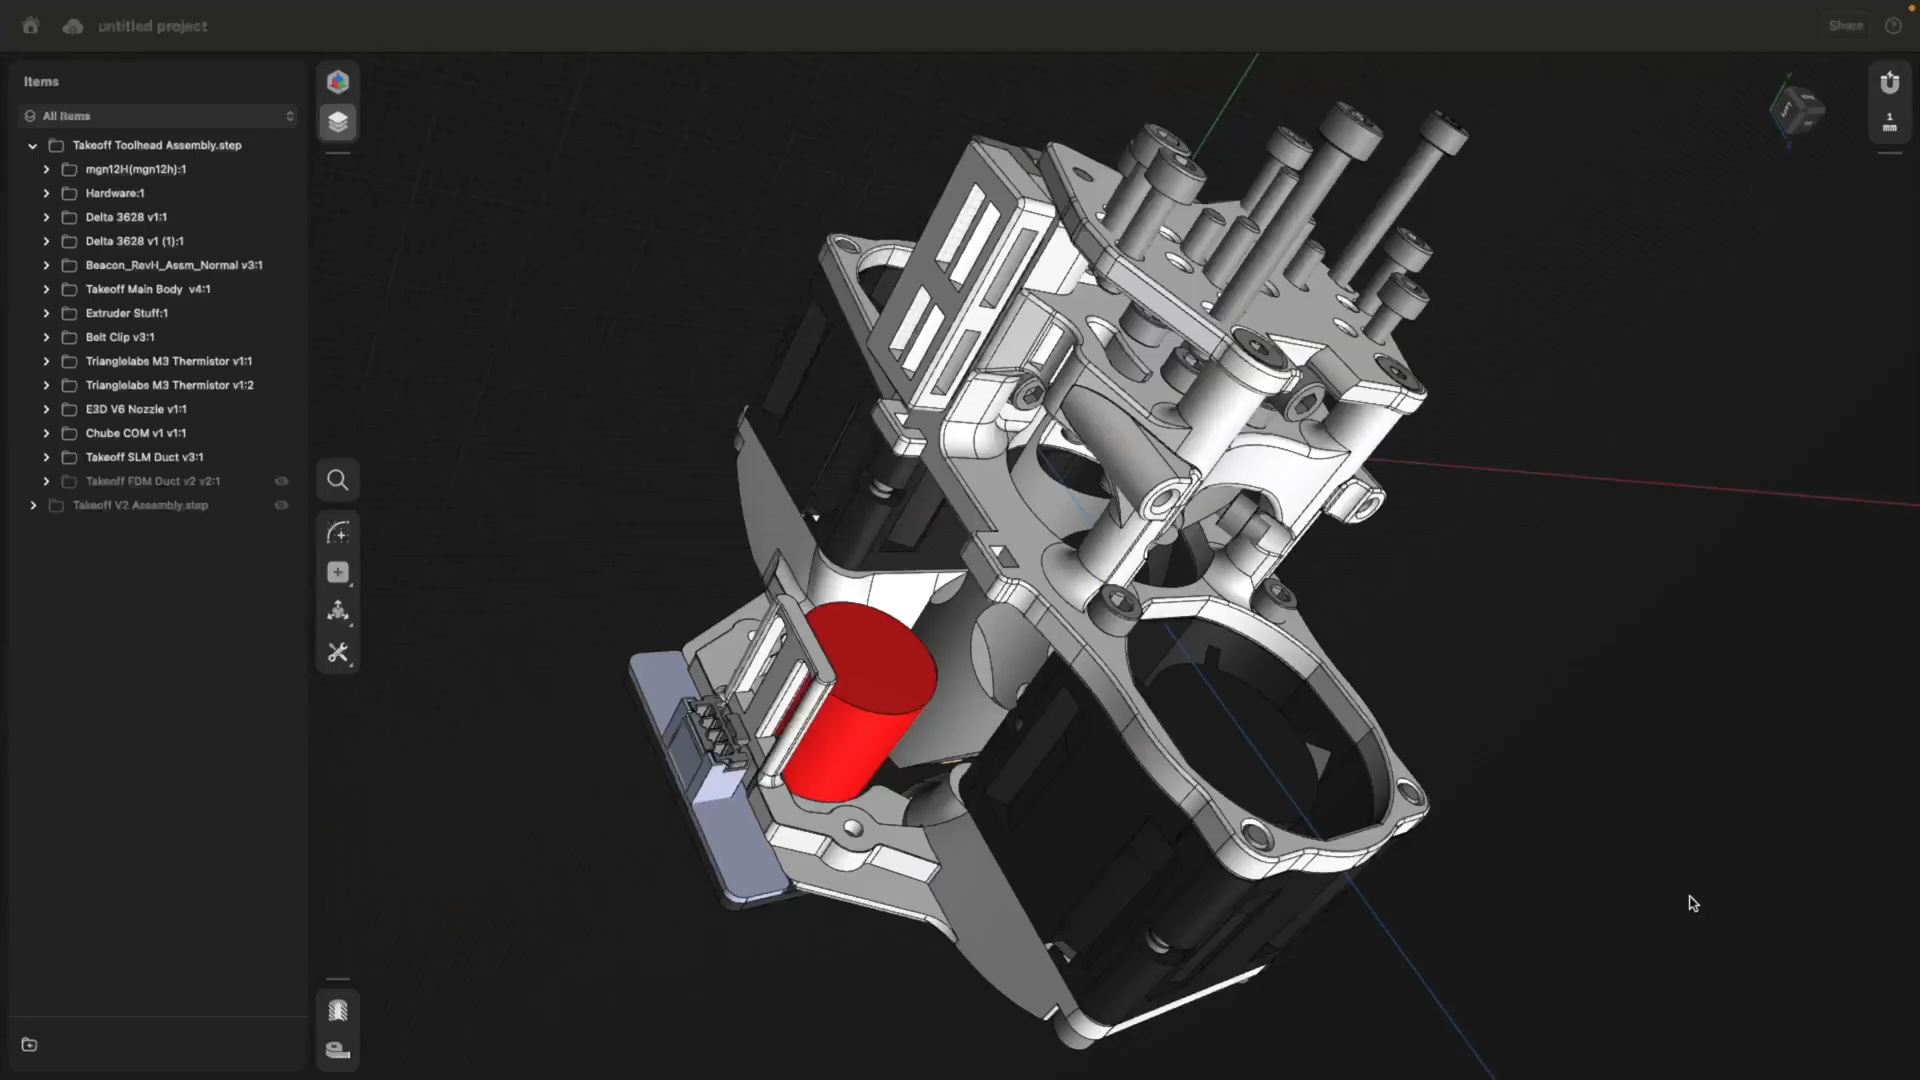 untitled project
Share
Items
All Items
Takeoff Toolhead Assembly.step
mgn12H(mgn12h):1
Hardware:1
Delta 3628 v1:1
Delta 3628 v1 (1):1
Beacon_RevH_Assm_Normal v3:1
Takeoff Main Body v4:1
Extruder Stuff:1
Belt Clip v3:1
Trianglelabs M3 Thermistor v1:1
Trianglelabs M3 Thermistor v1:2
E3D V6 Nozzle v1:1
Chube COM v1 v1:1
Takeoff SLM Duct v3:1
Takeoff FDM Duct v2 v2:1
Takeoff V2 Assembly.step
Y
Z
1
mm